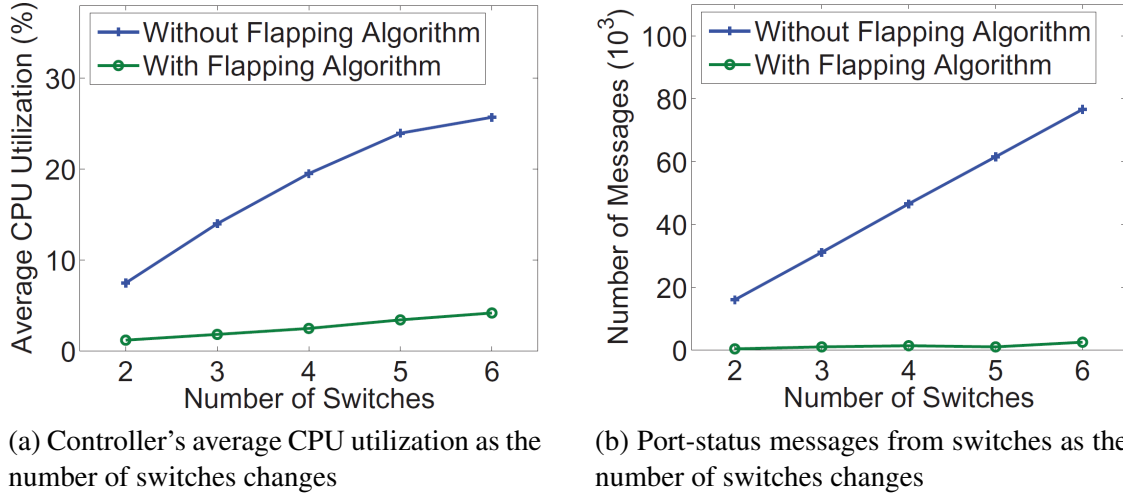 Average CPU Utilization (%)
30
20
10
0
Without Flapping Algorithm
With Flapping Algorithm
2 3 4 5 6
Number of Switches
(a) Controller's average CPU utilization as the
number of switches changes
Number of Messages (10³)
100
80
60
40
20
0
Without Flapping Algorithm
With Flapping Algorithm
2 3 4 5 6
Number of Switches
(b) Port-status messages from switches as the
number of switches changes